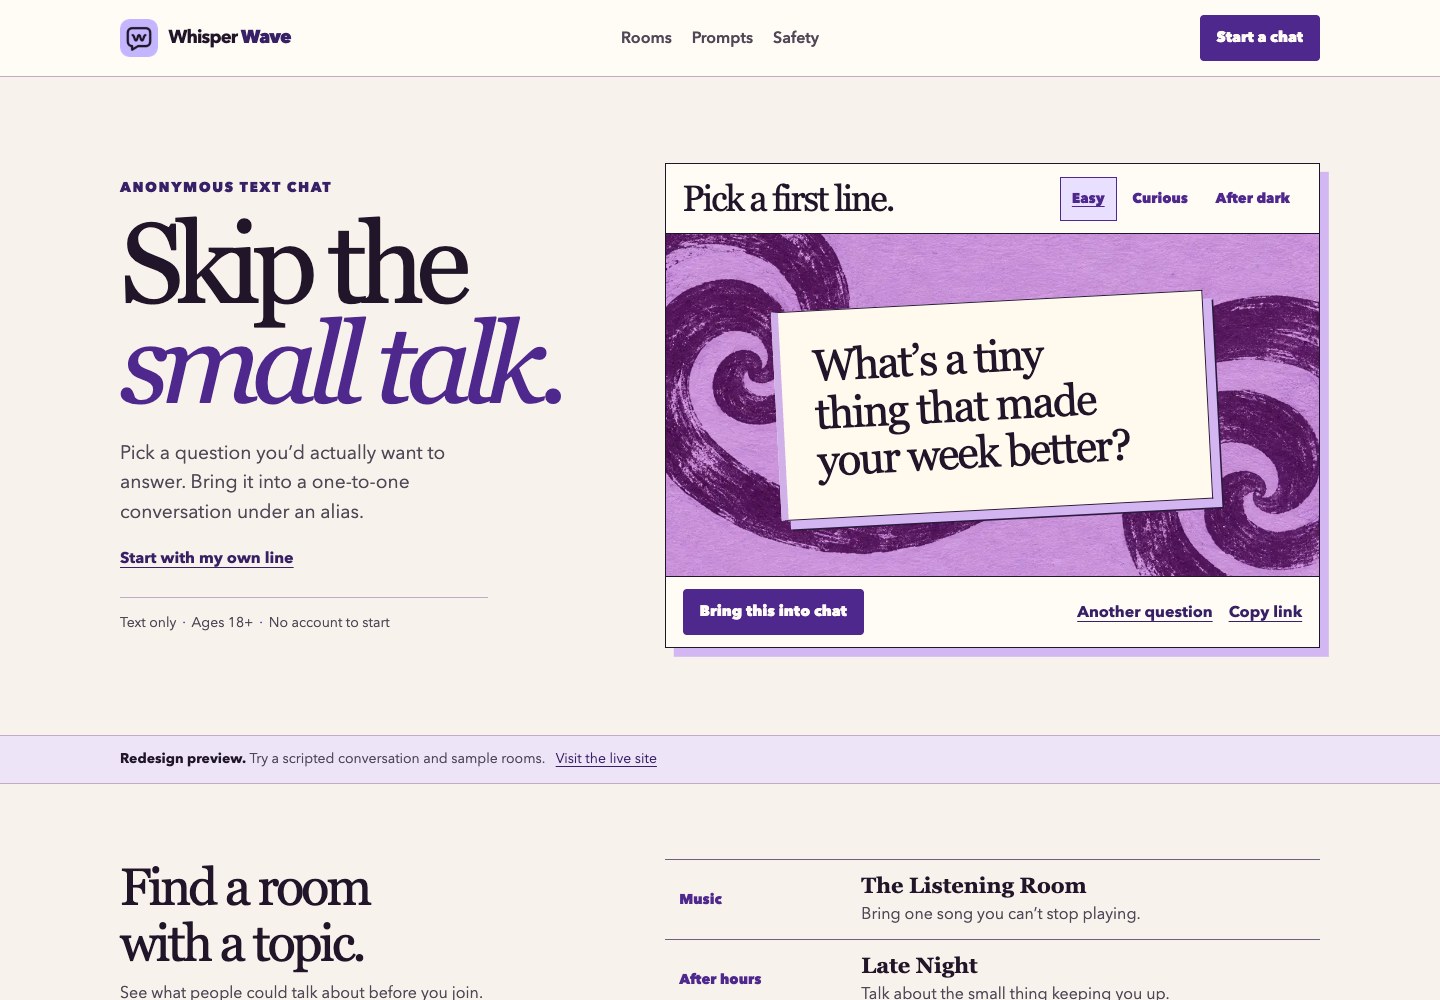 Whisper Wave
Rooms Prompts Safety
Start a chat
ANONYMOUS TEXT CHAT
Skip the
small talk.
Pick a question you’d actually want to
answer. Bring it into a one-to-one
conversation under an alias.
Start with my own line
Text only · Ages 18+ · No account to start
Pick a first line.
Easy Curious After dark
What’s a tiny
thing that made
your week better?
Bring this into chat
Another question Copy link
Redesign preview. Try a scripted conversation and sample rooms. Visit the live site
Find a room
with a topic.
See what people could talk about before you join.
Music
The Listening Room
Bring one song you can’t stop playing.
After hours
Late Night
Talk about the small thing keeping you up.